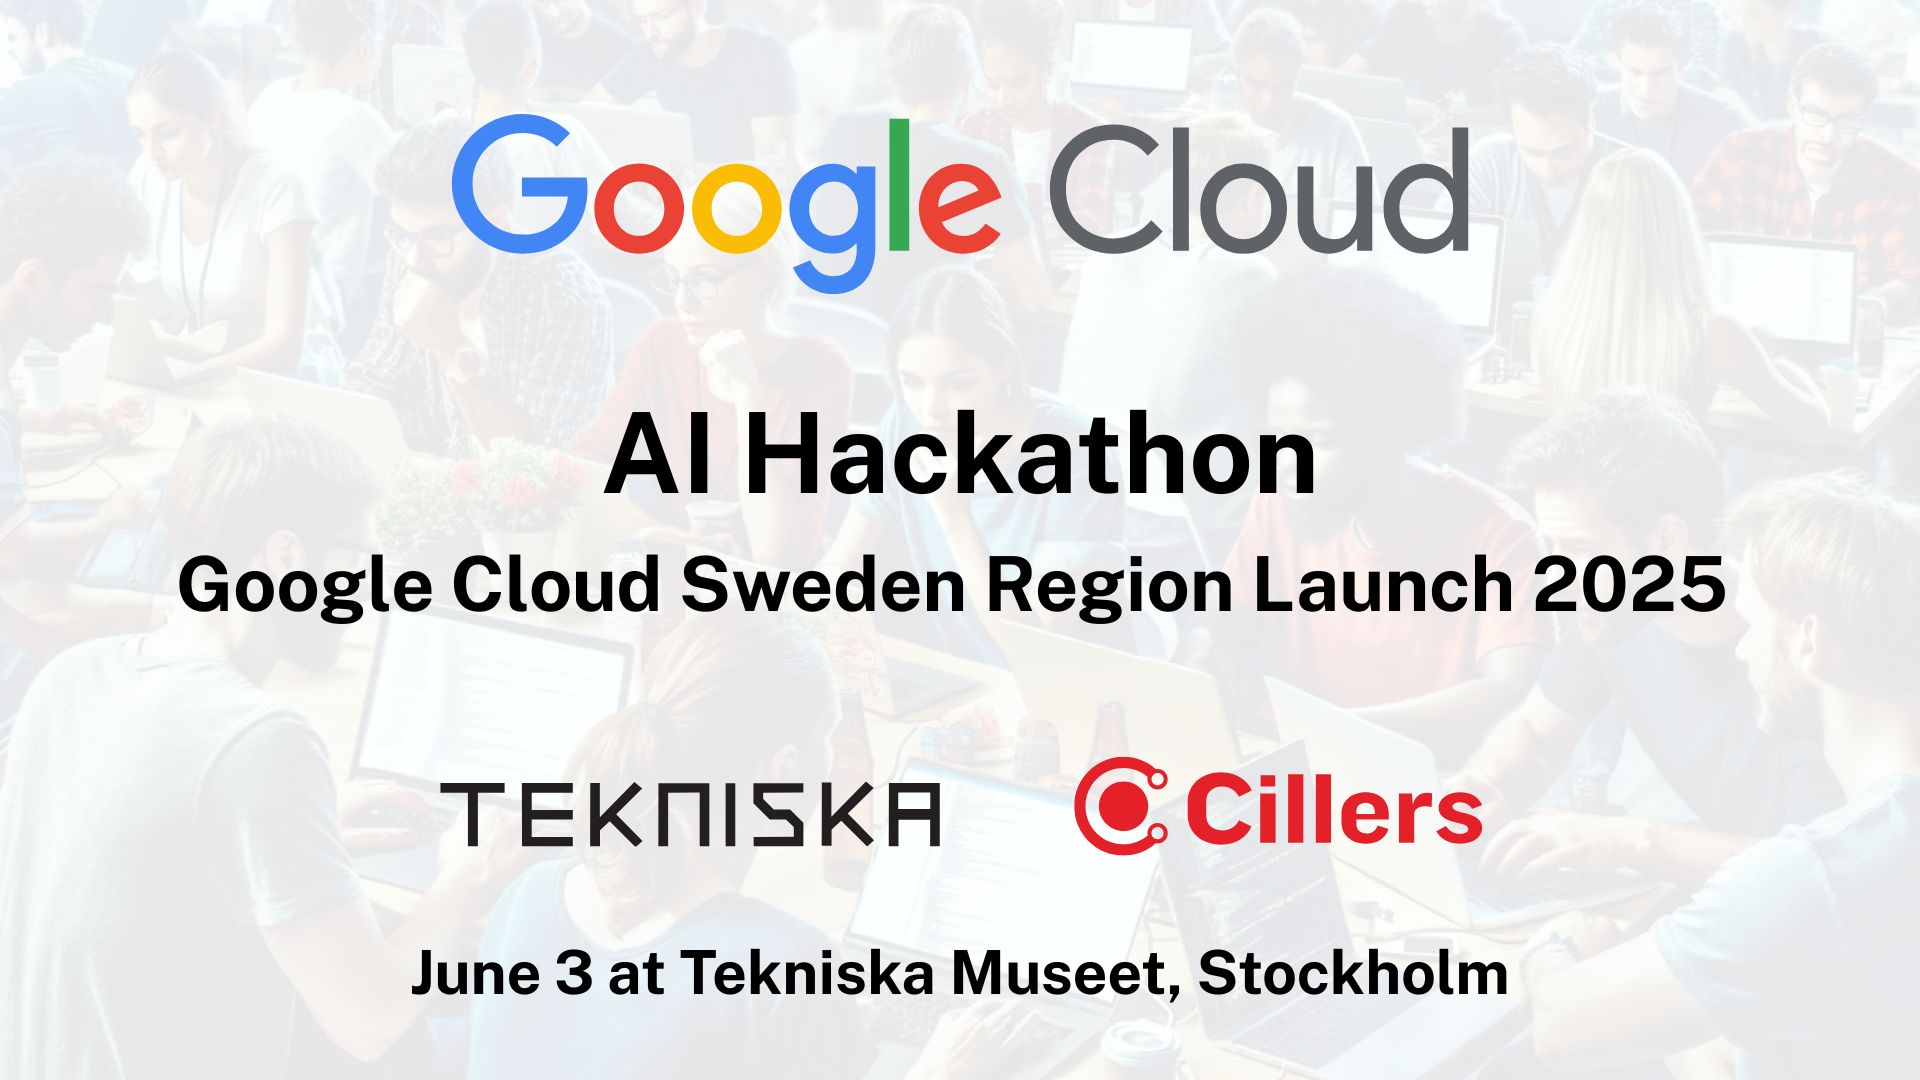 Google Cloud
AI Hackathon
Google Cloud Sweden Region Launch 2025
TEKNISKA
Cillers
June 3 at Tekniska Museet, Stockholm